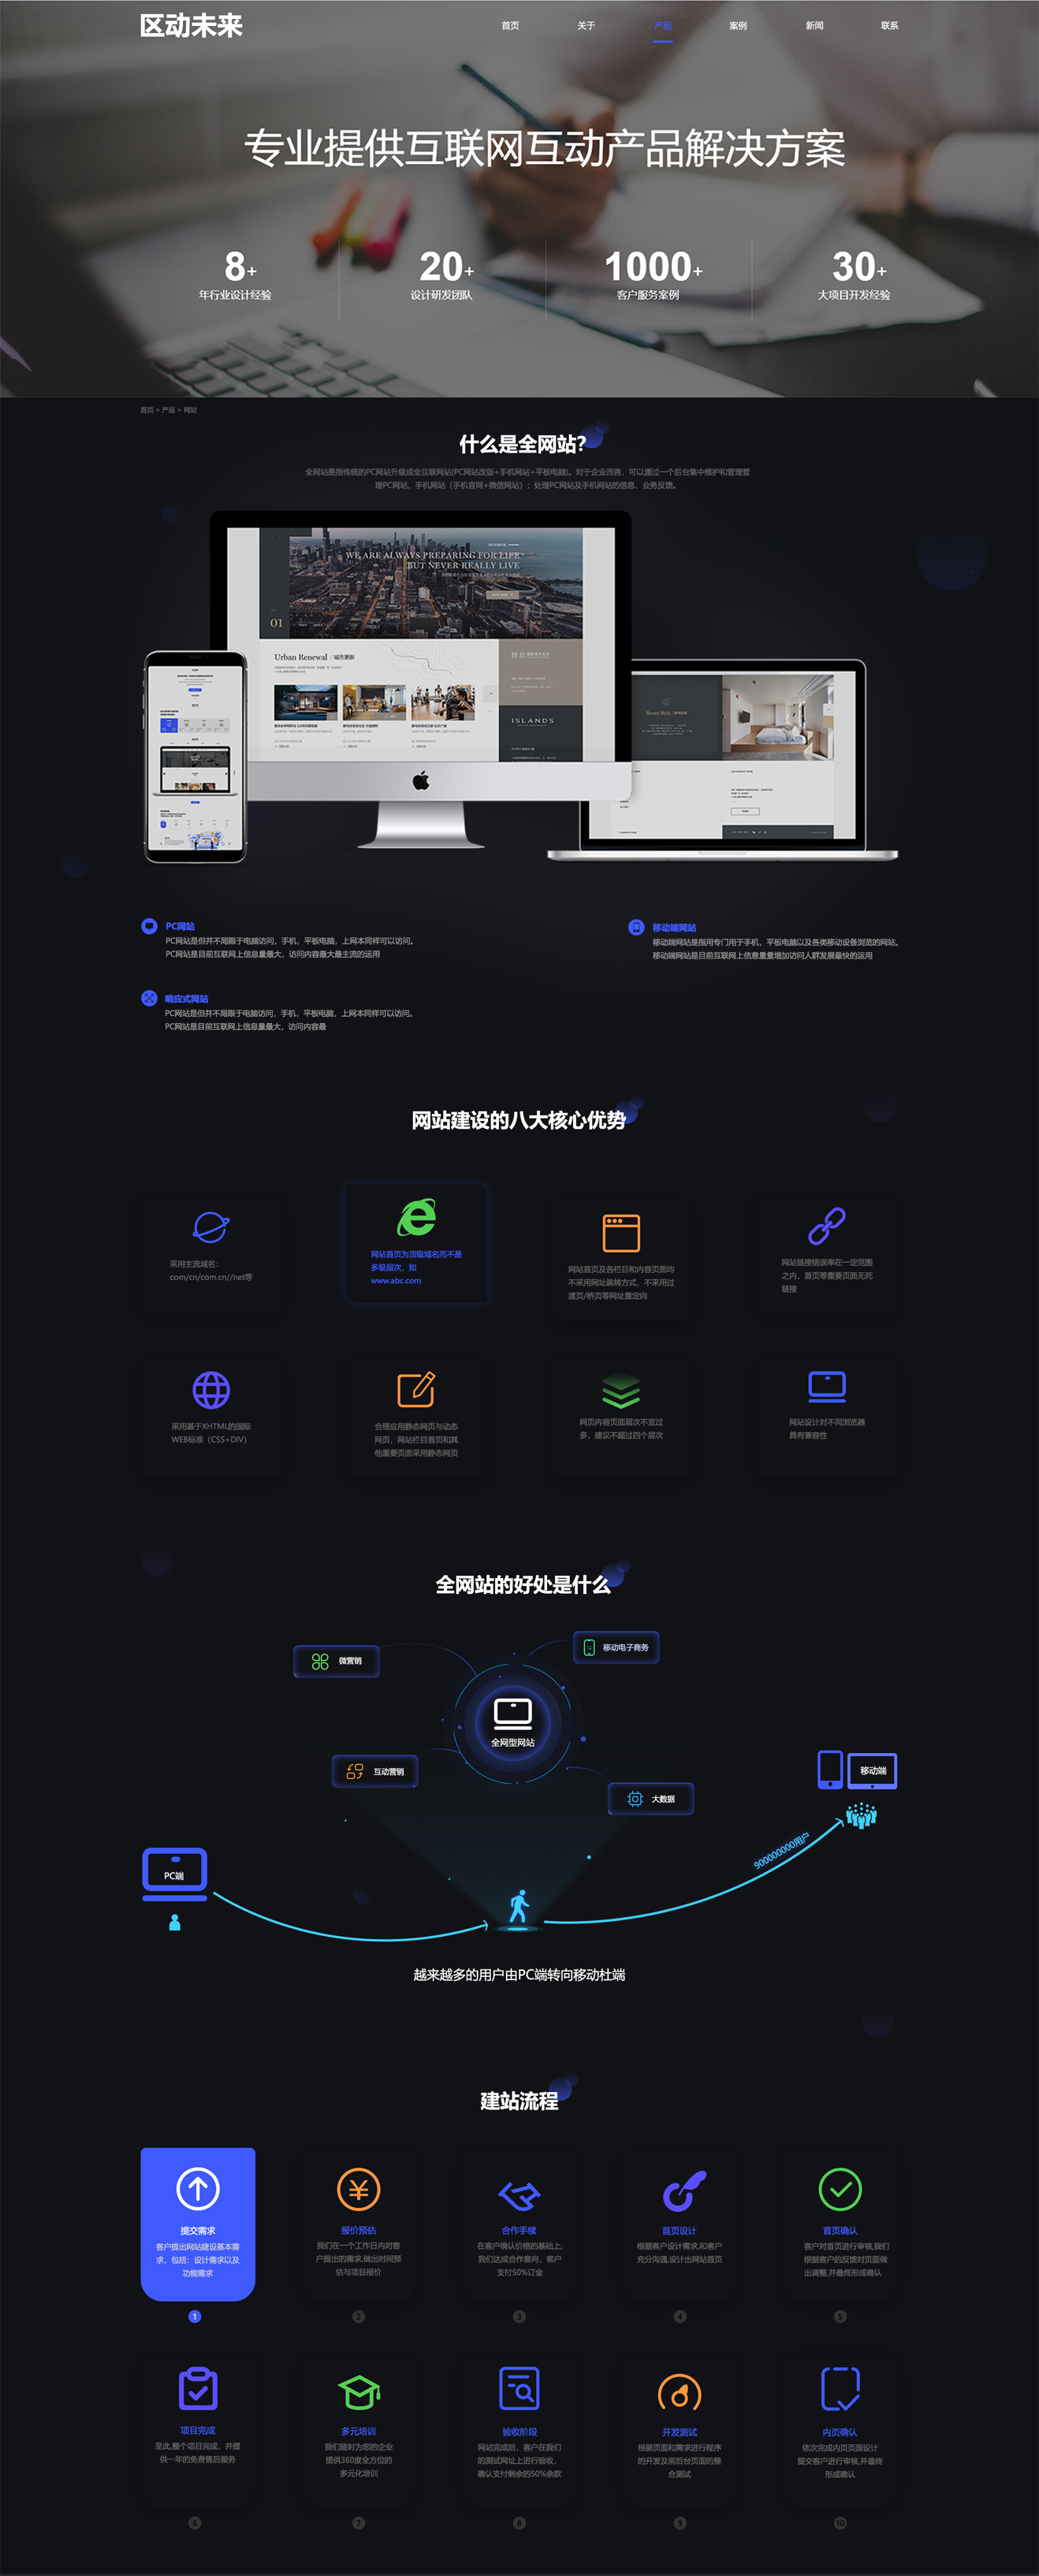 区动未来
首页
关于
产品
案例
新闻
联系
专业提供互联网互动产品解决方案
8+
年行业设计经验
20+
设计研发团队
1000+
客户服务案例
30+
大项目开发经验
首页 > 产品 > 网站
什么是全网站?
全网站是指传统的PC网站升级成全互联网站(PC网站改版+手机网站+平板电脑)。对于企业而言，可以通过一个后台集中维护和管理管
理PC网站、手机网站（手机官网+微信网站）；处理PC网站及手机网站的信息、业务反馈。
WE ARE ALWAYS PREPARING FOR LIFE
BUT NEVER REALLY LIVE
01
Urban Renewal / 城市更新
ISLANDS
PC网站
PC网站是但并不局限于电脑访问，手机，平板电脑，上网本同样可以访问。
PC网站是目前互联网上信息量最大，访问内容最大最主流的运用
移动端网站
移动端网站是指用专门用于手机、平板电脑以及各类移动设备浏览的网站。
移动端网站是目前互联网上信息量量增加访问人群发展最快的运用
响应式网站
PC网站是但并不局限于电脑访问，手机，平板电脑，上网本同样可以访问。
PC网站是目前互联网上信息量最大，访问内容最
网站建设的八大核心优势
采用主流域名：
com/cn/com.cn//net等
网站首页为顶级域名而不是
多级层次，如
www.abc.com
网站首页及各栏目和内容页面均
不采用网址跳转方式，不采用过
渡页/桥页等网址重定向
网站链接错误率在一定范围
之内，首页等重要页面无死
链接
采用基于XHTML的国际
WEB标准（CSS+DIV）
合理应用静态网页与动态
网页，网站栏目首页和其
他重要页面采用静态网页
网页内容页面层次不宜过
多，建议不超过四个层次
网站设计对不同浏览器
具有兼容性
全网站的好处是什么
微营销
移动电子商务
全网型网站
互动营销
大数据
移动端
900000000用户
PC端
越来越多的用户由PC端转向移动杜端
建站流程
提交需求
客户提出网站建设基本需
求，包括：设计需求以及
功能需求
1
报价预估
我们在一个工作日内对客
户提出的需求,做出时间预
估与项目报价
2
合作手续
在客户确认价格的基础上,
我们达成合作意向，客户
支付50%订金
3
首页设计
根据客户设计需求,和客户
充分沟通,设计出网站首页
4
首页确认
客户对首页进行审核,我们
根据客户的反馈对页面做
出调整,并最终形成确认
5
项目完成
至此,整个项目完成，并提
供一年的免费售后服务
6
多元培训
我们随时为您的企业
提供360度全方位的
多元化培训
7
验收阶段
网站完成后，客户在我们
的测试网址上进行验收，
确认支付剩余的50%余款
8
开发测试
根据页面和需求进行程序
的开发及前后台页面的整
合测试
9
内页确认
依次完成内页页面设计
提交客户进行审核,并最终
形成确认
10